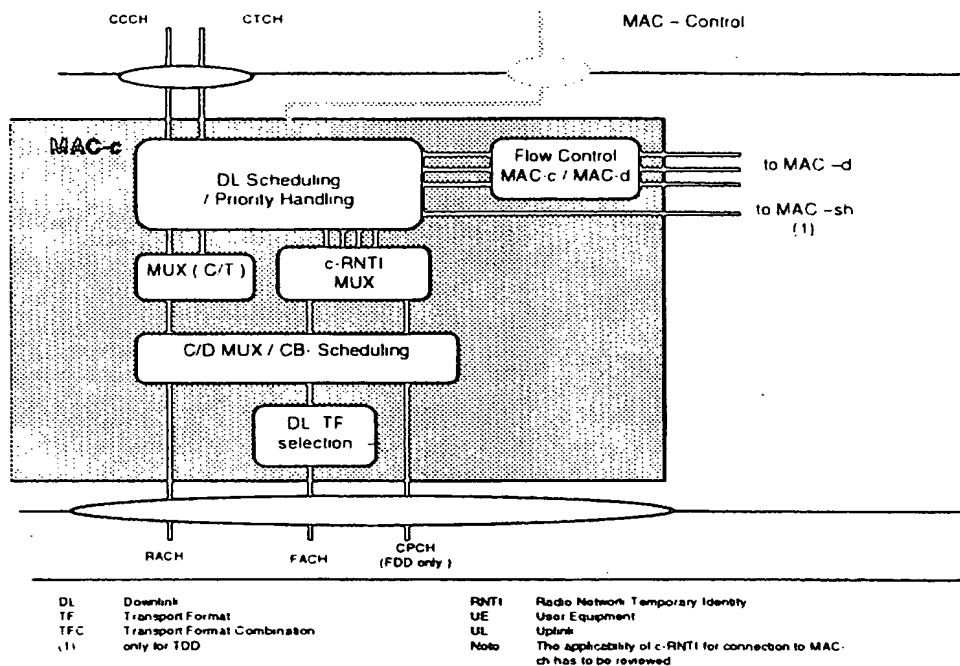 CCCH CTCH MAC – Control
MAC-c
DL Scheduling
/ Priority Handling
Flow Control
MAC-c / MAC-d
to MAC –d
to MAC –sh
(1)
MUX ( C/T )
c-RNTI
MUX
C/D MUX / CB- Scheduling
DL TF
selection
RACH FACH CPCH
(FDD only )
DL Downlink
TF Transport Format
TFC Transport Format Combination
(1) only for TDD
RNTI Radio Network Temporary Identity
UE User Equipment
UL Uplink
Note The applicability of c-RNTI for connection to MAC-
ch has to be reviewed